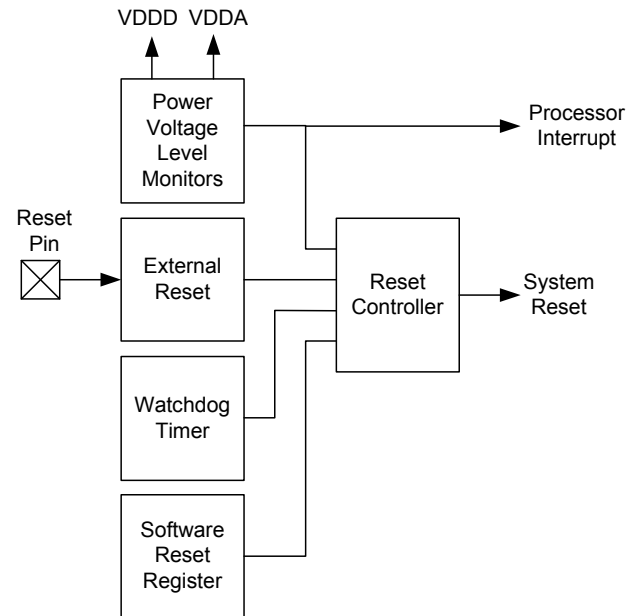 VDDD VDDA
Power
Voltage
Level
Monitors
Processor
Interrupt
Reset
Pin
External
Reset
Reset
Controller
System
Reset
Watchdog
Timer
Software
Reset
Register